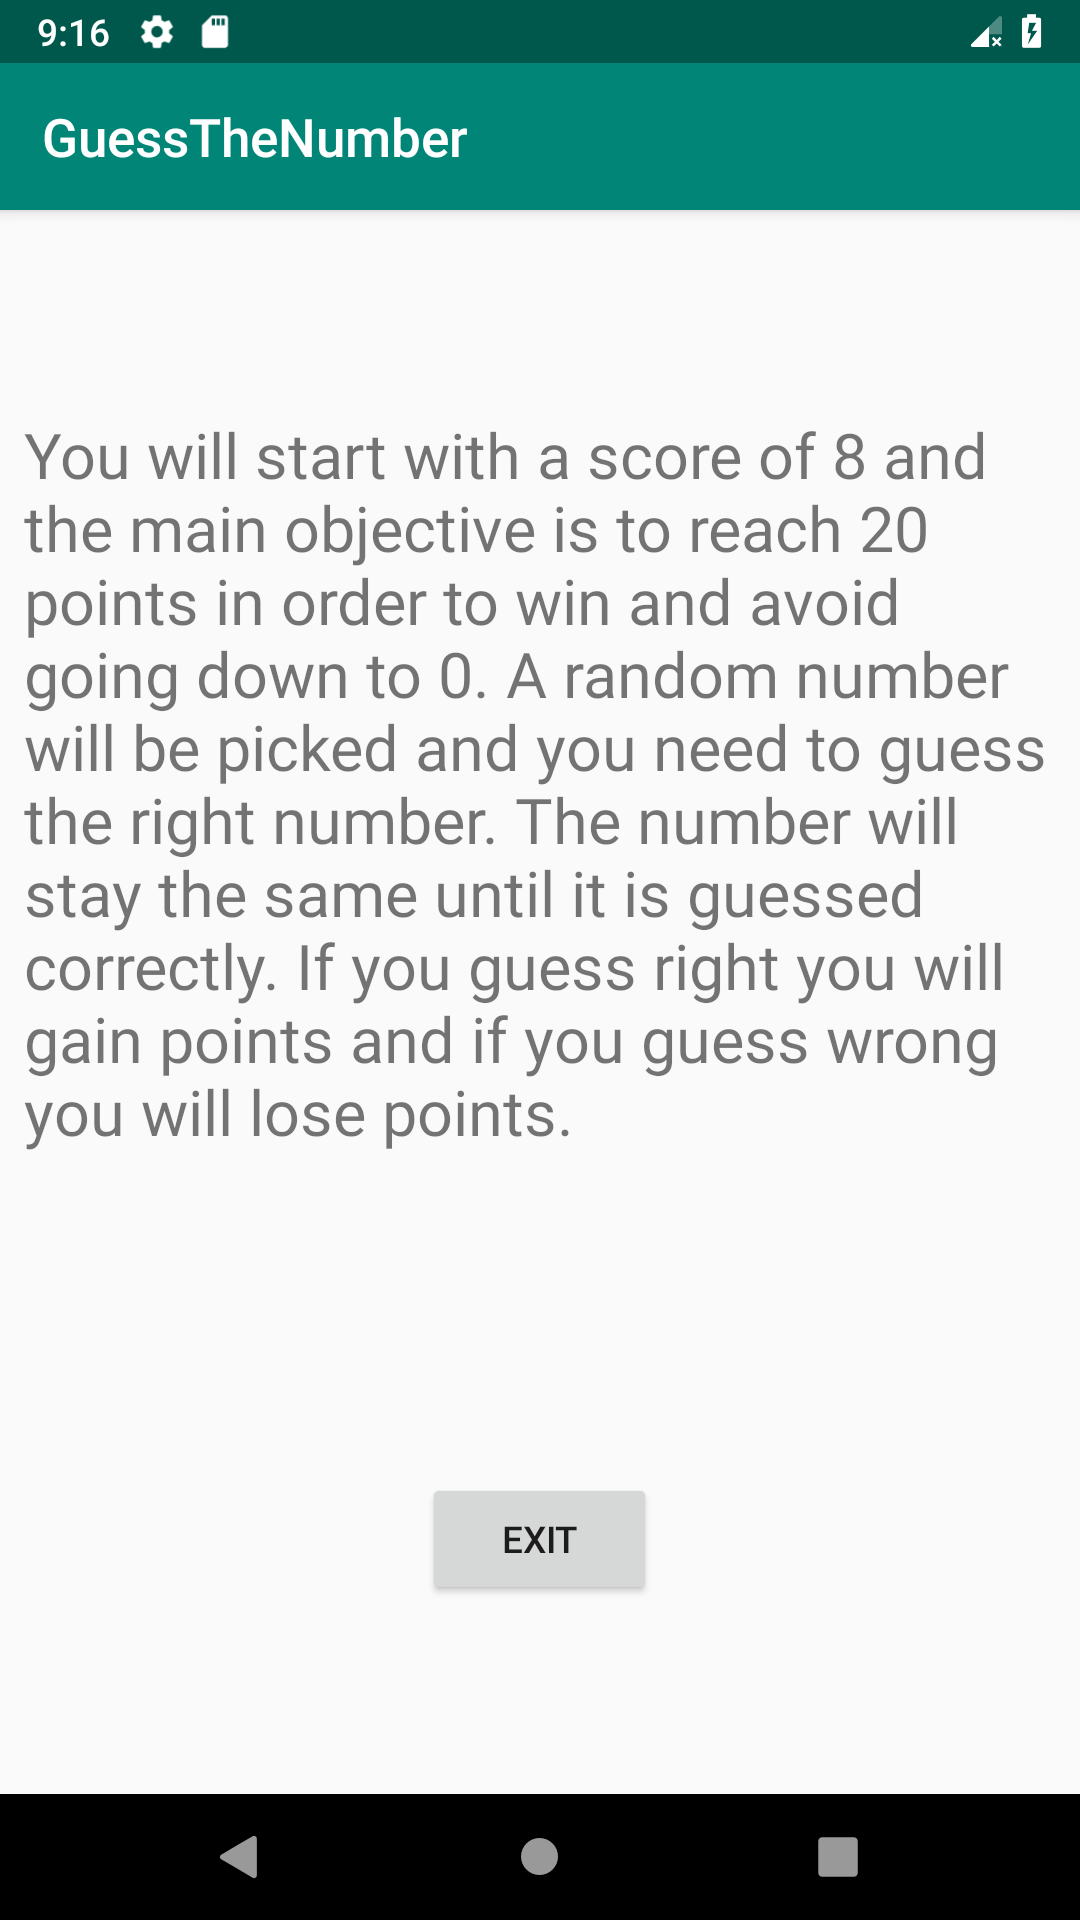 9:16
GuessTheNumber
You will start with a score of 8 and
the main objective is to reach 20
points in order to win and avoid
going down to 0. A random number
will be picked and you need to guess
the right number. The number will
stay the same until it is guessed
correctly. If you guess right you will
gain points and if you guess wrong
you will lose points.
EXIT